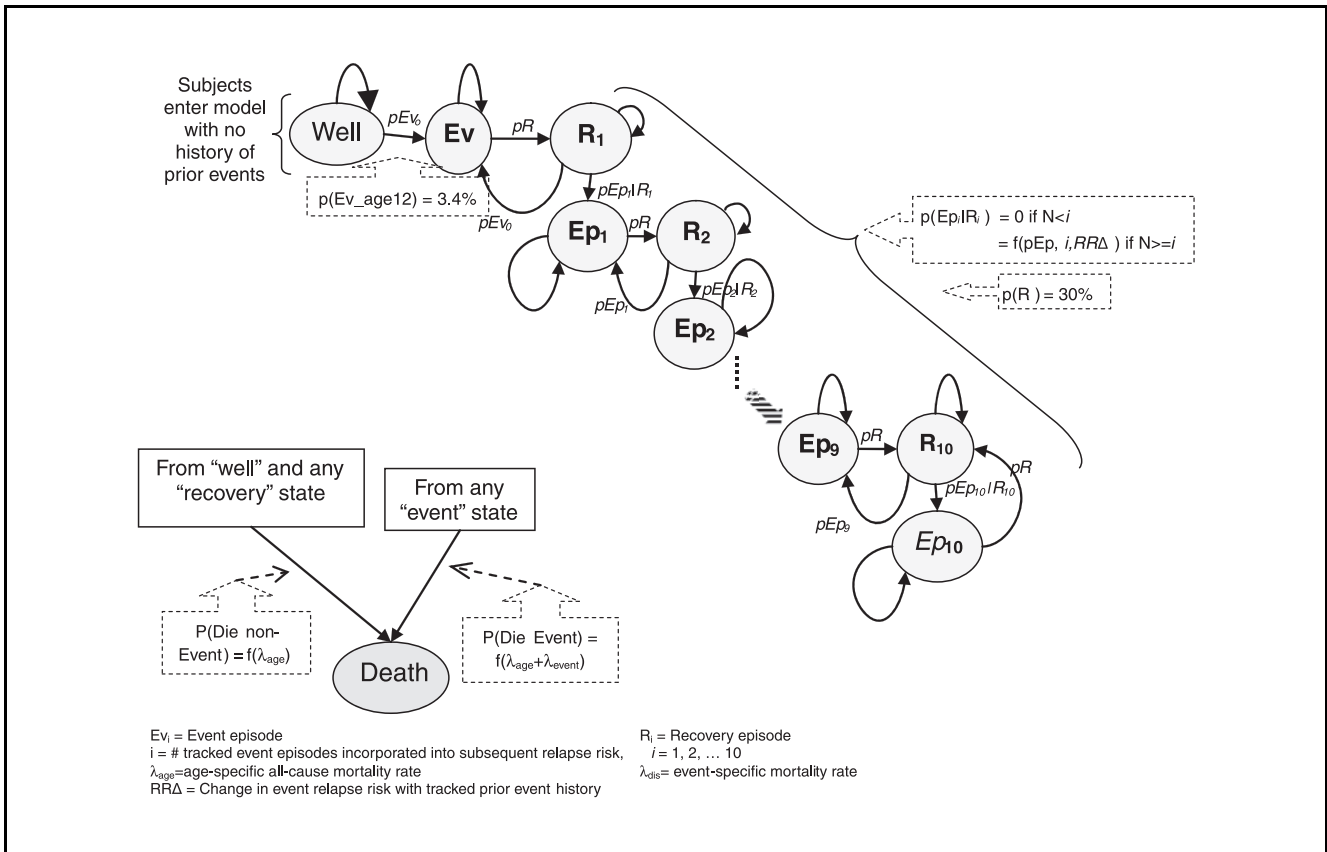 Subjects
enter model
with no
history of
prior events
Well
pEv₀
Ev
pR
R₁
p(Ev_age12) = 3.4%
pEv₀
pEp₁|R₁
Ep₁
pR
R₂
pEp₁
pEp₂|R₂
Ep₂
p(EpᵢIRᵢ) = 0 if N<i
= f(pEp, i,RRΔ ) if N>=i
p(R ) = 30%
Ep₉
pR
R₁₀
pR
pEp₉
pEp₁₀|R₁₀
Ep₁₀
From “well” and any
“recovery” state
From any
“event” state
P(Die non-
Event) = f(λage)
P(Die Event) =
f(λage+λevent)
Death
Evᵢ = Event episode
i = # tracked event episodes incorporated into subsequent relapse risk,
λage=age-specific all-cause mortality rate
RRΔ = Change in event relapse risk with tracked prior event history
Rᵢ = Recovery episode
i = 1, 2, … 10
λdis= event-specific mortality rate